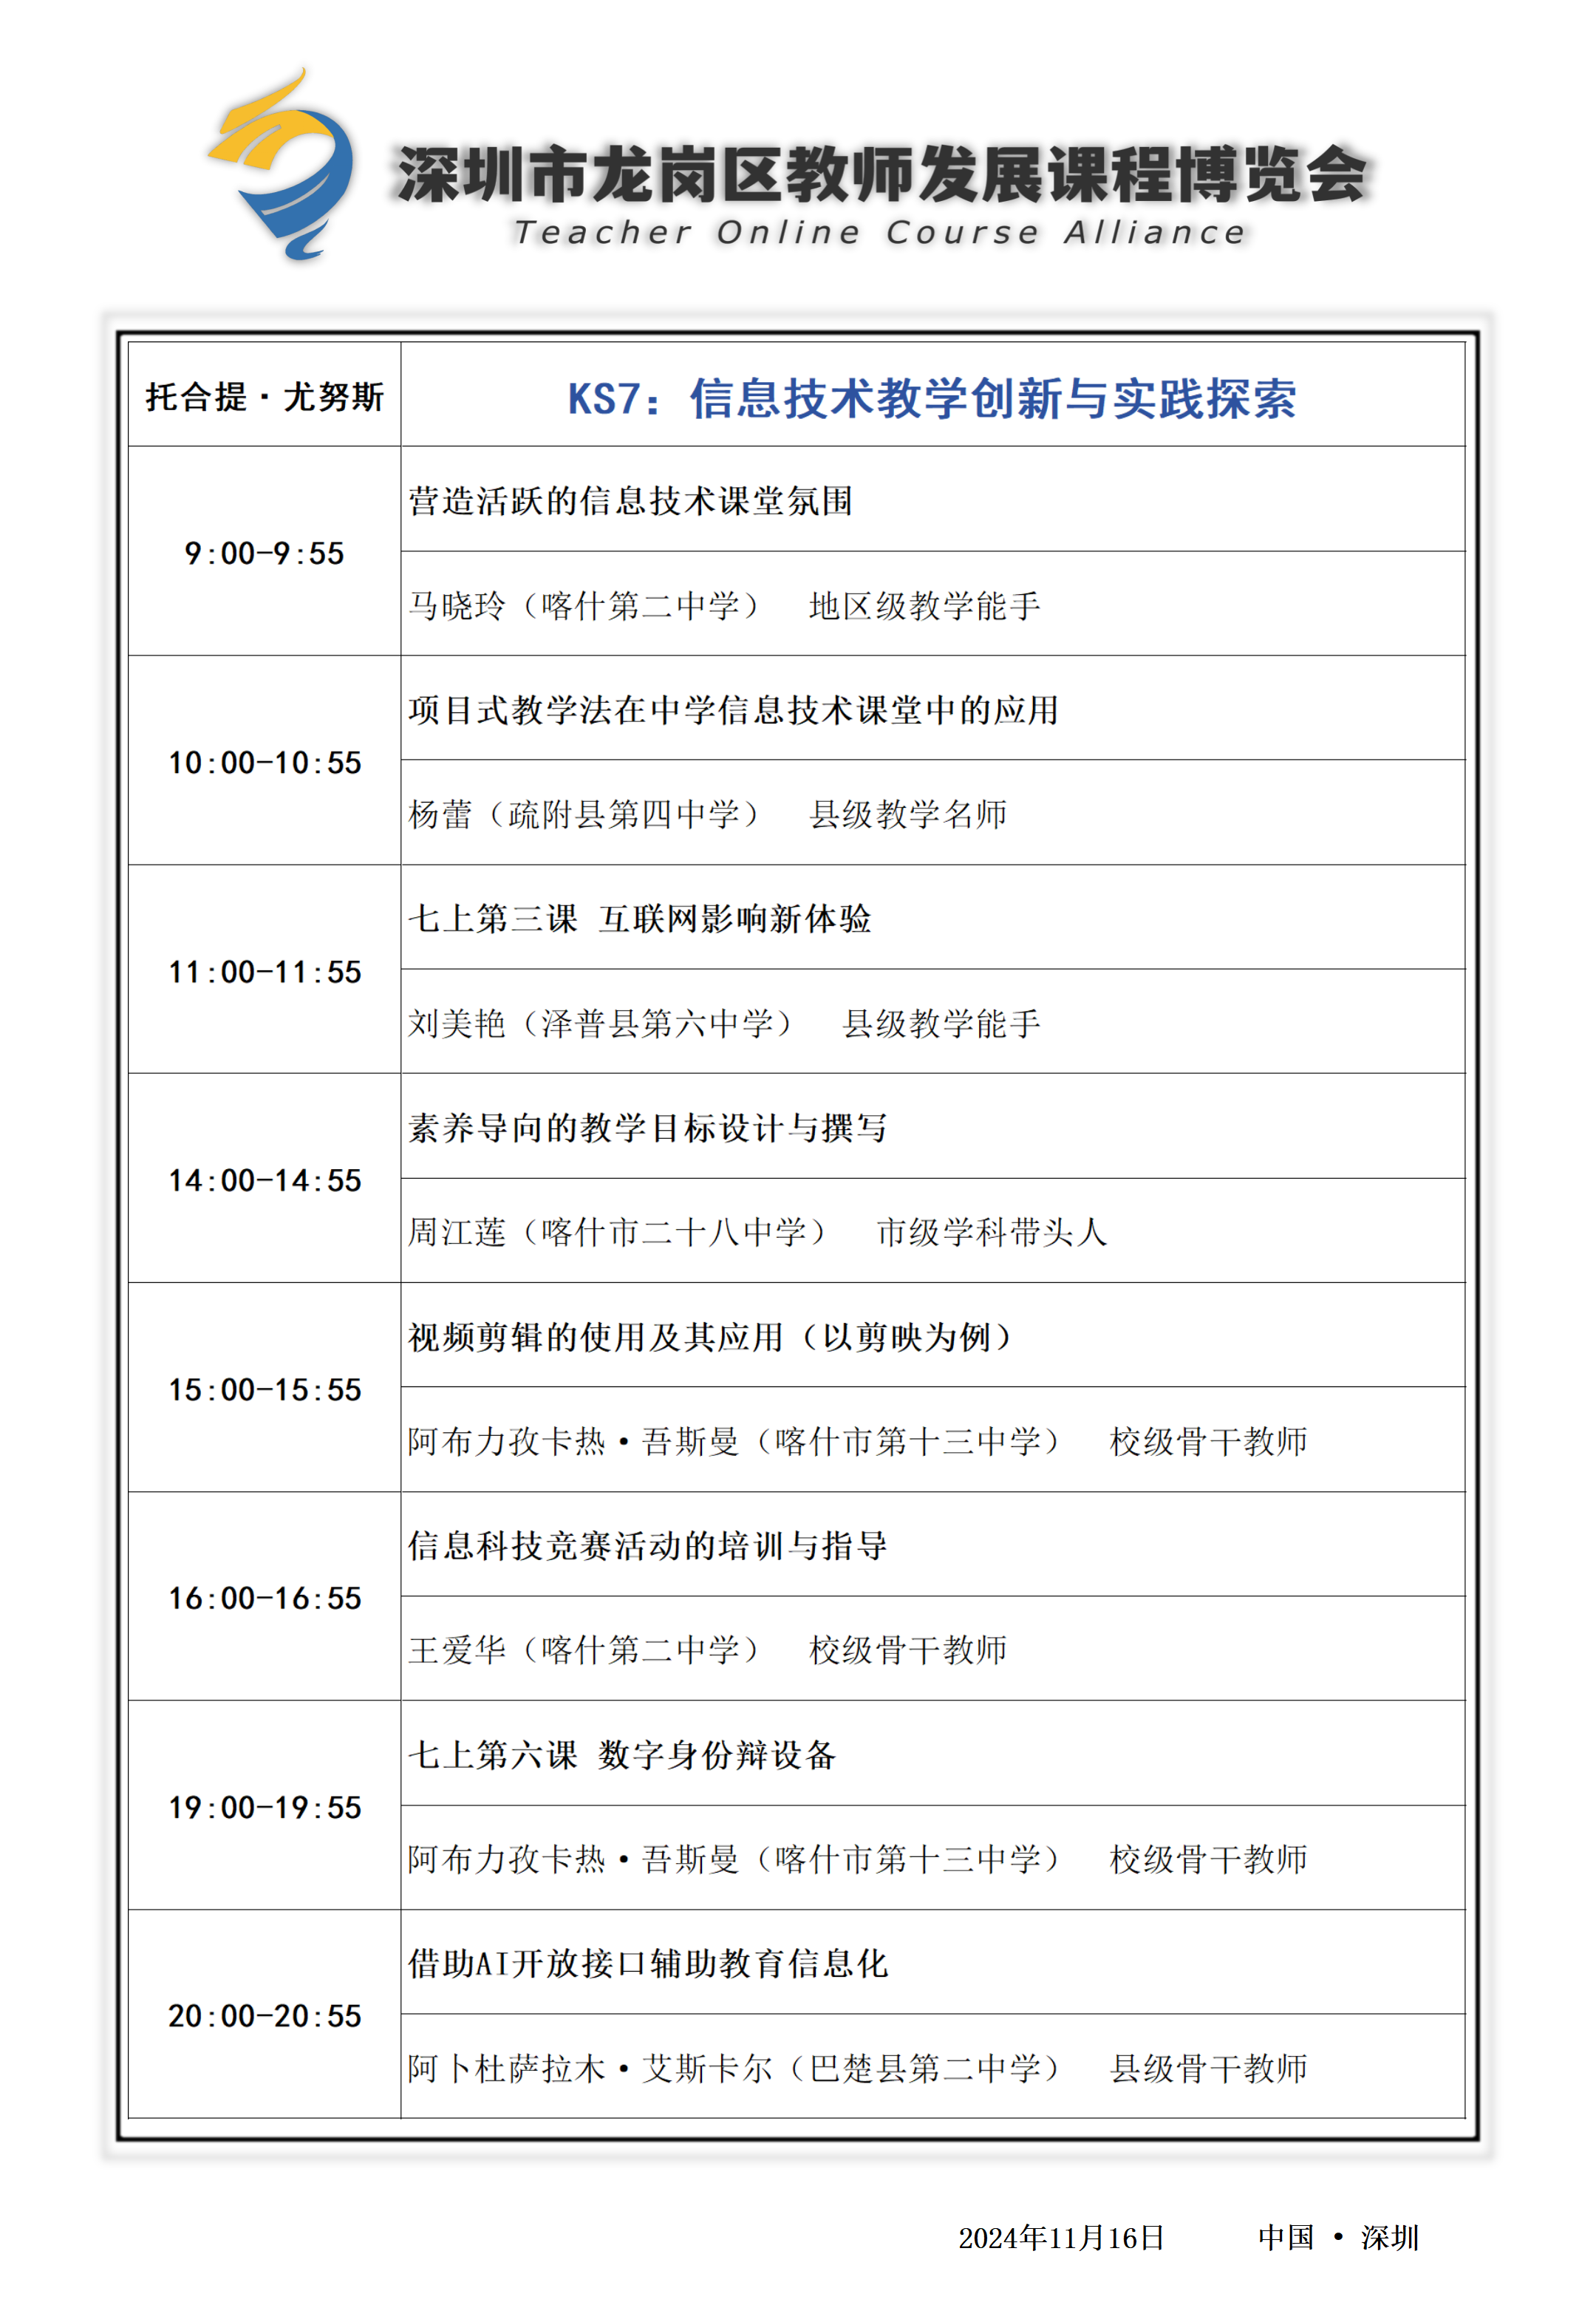 深圳市龙岗区教师发展课程博览会
Teacher Online Course Alliance
托合提·尤努斯
KS7：信息技术教学创新与实践探索
9:00-9:55
营造活跃的信息技术课堂氛围
马晓玲（喀什第二中学） 地区级教学能手
10:00-10:55
项目式教学法在中学信息技术课堂中的应用
杨蕾（疏附县第四中学） 县级教学名师
11:00-11:55
七上第三课 互联网影响新体验
刘美艳（泽普县第六中学） 县级教学能手
14:00-14:55
素养导向的教学目标设计与撰写
周江莲（喀什市二十八中学） 市级学科带头人
15:00-15:55
视频剪辑的使用及其应用（以剪映为例）
阿布力孜卡热·吾斯曼（喀什市第十三中学） 校级骨干教师
16:00-16:55
信息科技竞赛活动的培训与指导
王爱华（喀什第二中学） 校级骨干教师
19:00-19:55
七上第六课 数字身份辩设备
阿布力孜卡热·吾斯曼（喀什市第十三中学） 校级骨干教师
20:00-20:55
借助AI开放接口辅助教育信息化
阿卜杜萨拉木·艾斯卡尔（巴楚县第二中学） 县级骨干教师
2024年11月16日 中国 · 深圳